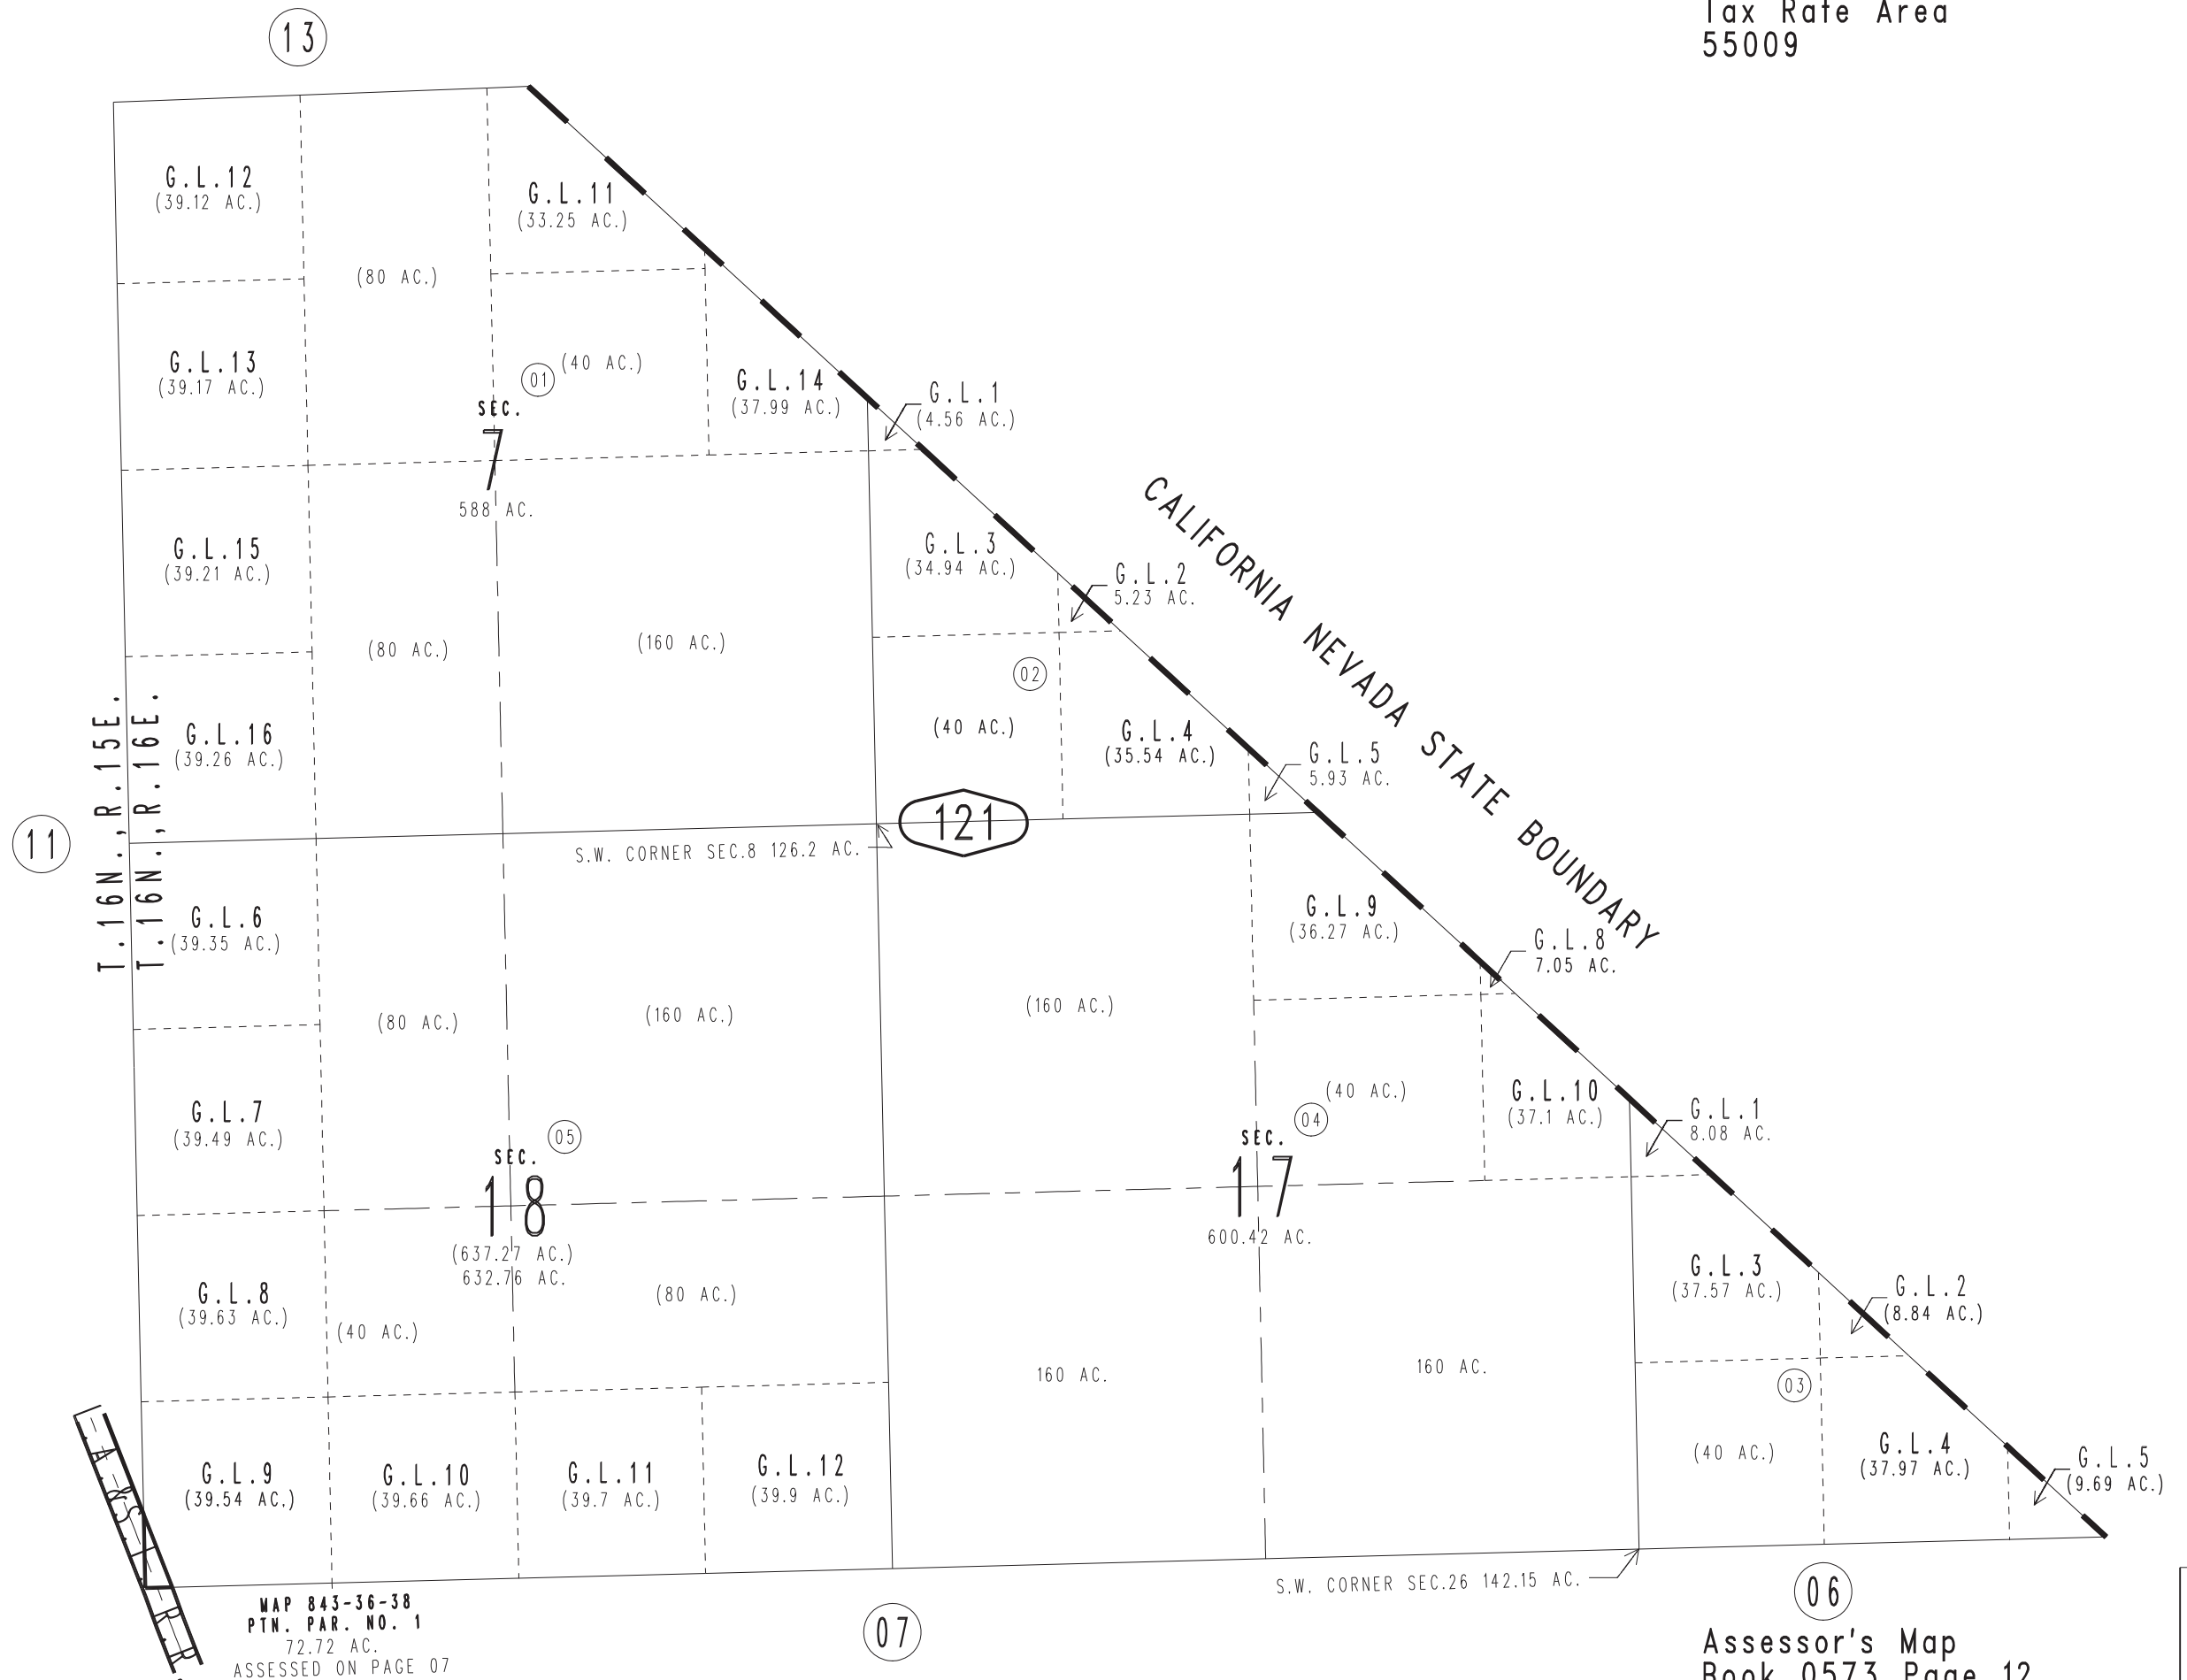 Tax Rate Area
55009
13
G.L.12
(39.12 AC.)
G.L.11
(33.25 AC.)
(80 AC.)
G.L.13
(39.17 AC.)
01
(40 AC.)
SEC.
7
588 AC.
G.L.14
(37.99 AC.)
G.L.1
(4.56 AC.)
CALIFORNIA NEVADA STATE BOUNDARY
G.L.15
(39.21 AC.)
G.L.3
(34.94 AC.)
G.L.2
5.23 AC.
(80 AC.)
(160 AC.)
02
G.L.16
(39.26 AC.)
(40 AC.)
G.L.4
(35.54 AC.)
G.L.5
5.93 AC.
T.16N.,R.15E.
T.16N.,R.16E.
11
121
S.W. CORNER SEC.8 126.2 AC.
G.L.6
(39.35 AC.)
G.L.9
(36.27 AC.)
G.L.8
7.05 AC.
(80 AC.)
(160 AC.)
(160 AC.)
G.L.7
(39.49 AC.)
05
SEC.
18
(637.27 AC.)
632.76 AC.
04
(40 AC.)
SEC.
17
600.42 AC.
G.L.10
(37.1 AC.)
G.L.1
8.08 AC.
G.L.8
(39.63 AC.)
(40 AC.)
(80 AC.)
G.L.3
(37.57 AC.)
G.L.2
(8.84 AC.)
160 AC.
160 AC.
03
G.L.9
(39.54 AC.)
G.L.10
(39.66 AC.)
G.L.11
(39.7 AC.)
G.L.12
(39.9 AC.)
(40 AC.)
G.L.4
(37.97 AC.)
G.L.5
(9.69 AC.)
S.W. CORNER SEC.26 142.15 AC.
MAP 843-36-38
PTN. PAR. NO. 1
72.72 AC.
ASSESSED ON PAGE 07
07
06
Assessor's Map
Book 0573 Page 12